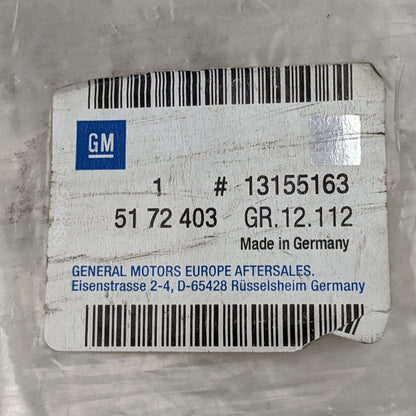 GM
1 # 13155163
51 72 403 GR.12.112
Made in Germany
GENERAL MOTORS EUROPE AFTERSALES.
Eisenstrasse 2-4, D-65428 Rüsselsheim Germany